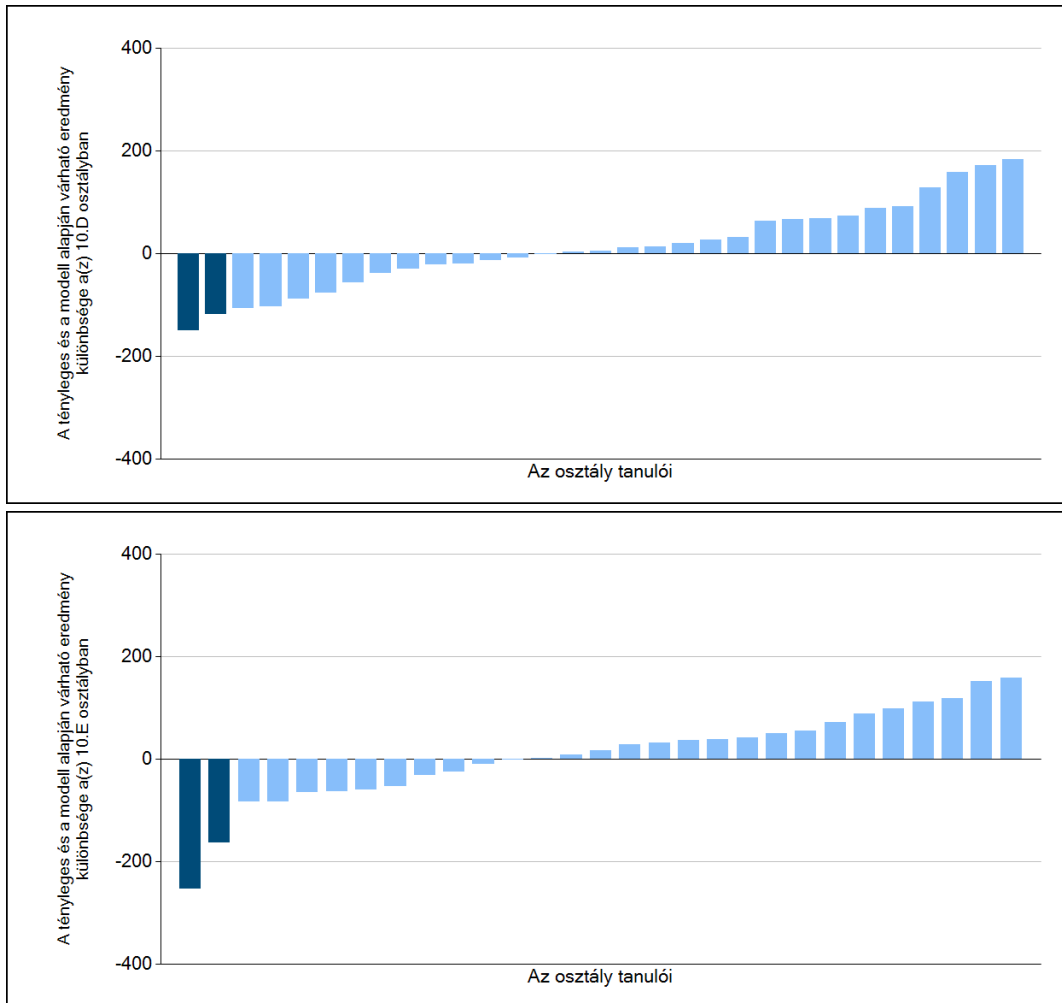 A tényleges és a modell alapján várható eredmény
különbsége a(z) 10.D osztályban
400
200
0
-200
-400
Az osztály tanulói
A tényleges és a modell alapján várható eredmény
különbsége a(z) 10.E osztályban
400
200
0
-200
-400
Az osztály tanulói